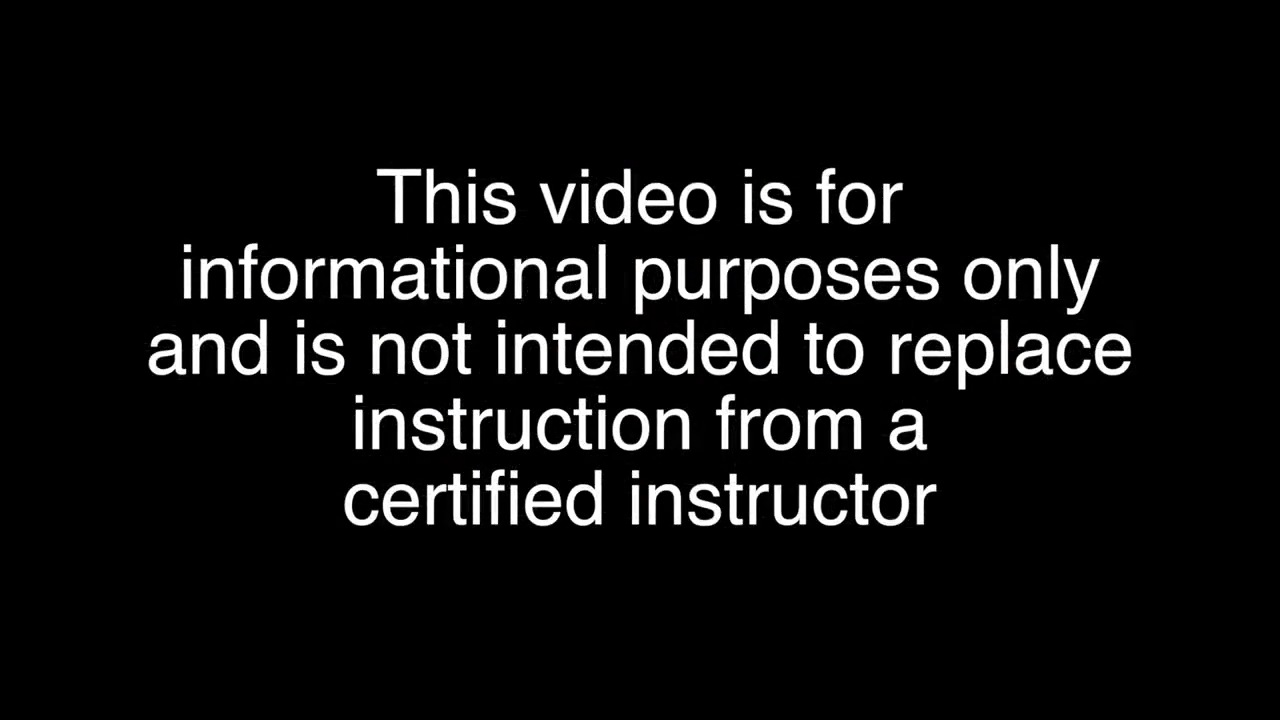 This video is for
informational purposes only
and is not intended to replace
instruction from a
certified instructor